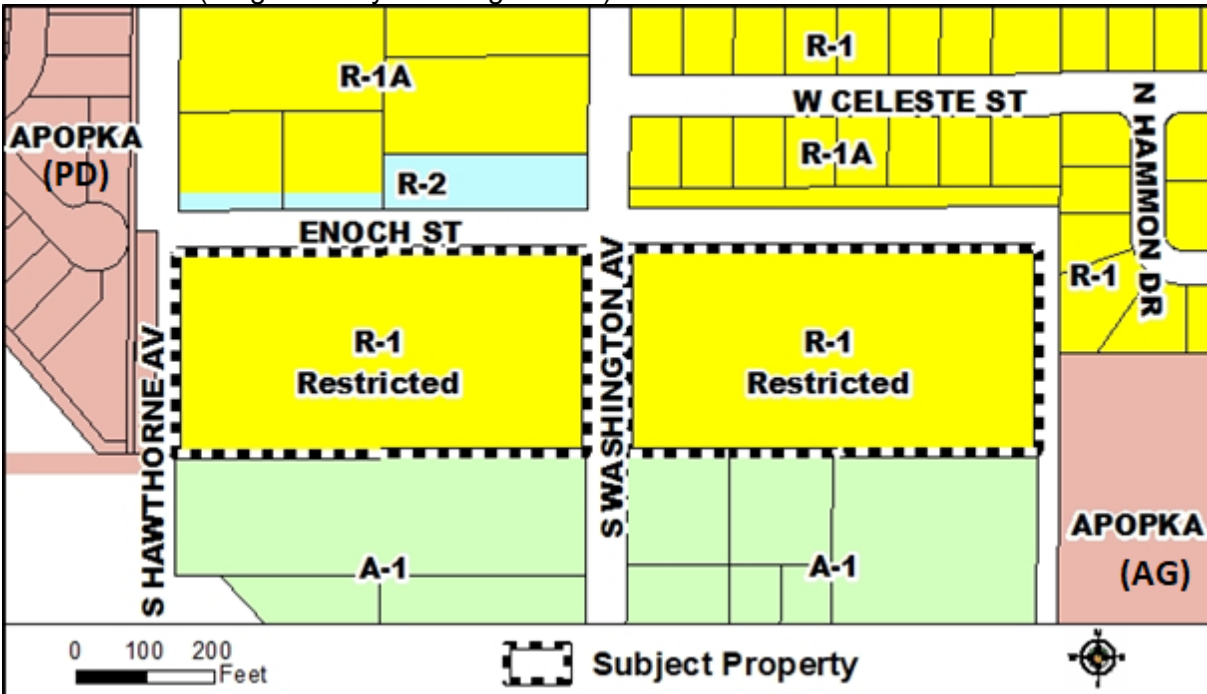 R-1
R-1A
W CELESTE ST
N HAMMON DR
APOPKA
(PD)
R-1A
R-2
ENOCH ST
S WASHINGTON AV
R-1
R-1
Restricted
R-1
Restricted
S HAWTHORNE AV
APOPKA
(AG)
A-1
A-1
0 100 200
Feet
Subject Property
N